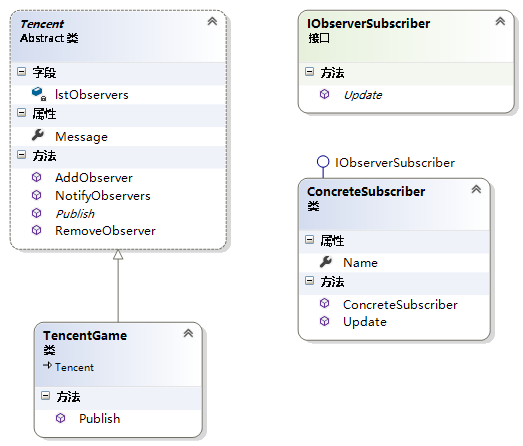 Tencent
Abstract 类
字段
lstObservers
属性
Message
方法
AddObserver
NotifyObservers
Publish
RemoveObserver
TencentGame
类
Tencent
方法
Publish
IObserverSubscriber
接口
方法
Update
IObserverSubscriber
ConcreteSubscriber
类
属性
Name
方法
ConcreteSubscriber
Update